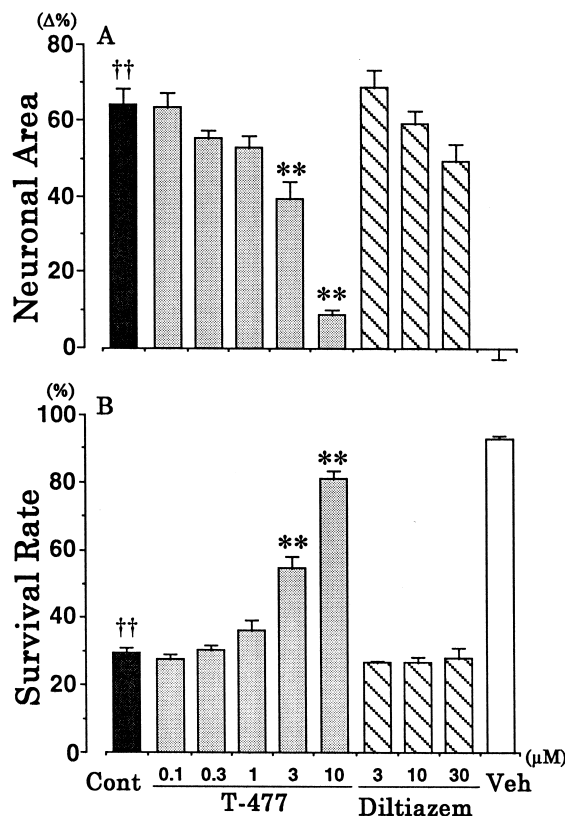 (Δ%)
80
A
††
60
**
40
20
**
0
Neuronal Area
(%)
100
B
**
80
60
**
40
††
20
0
Survival Rate
(μM)
Cont 0.1 0.3 1 3 10 3 10 30 Veh
T-477 Diltiazem